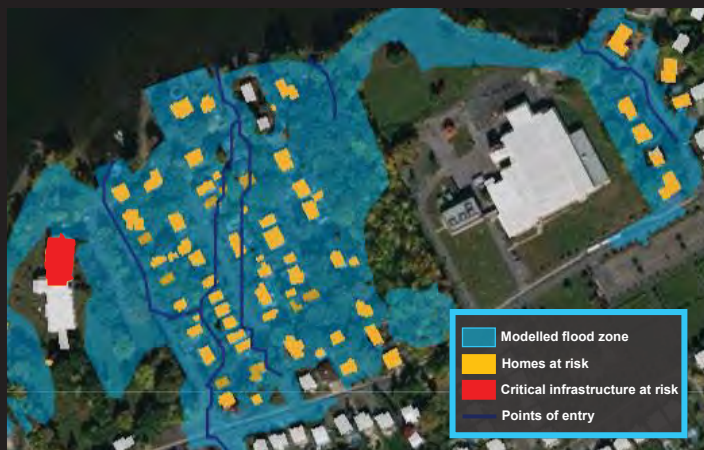 Modelled flood zone
Homes at risk
Critical infrastructure at risk
Points of entry